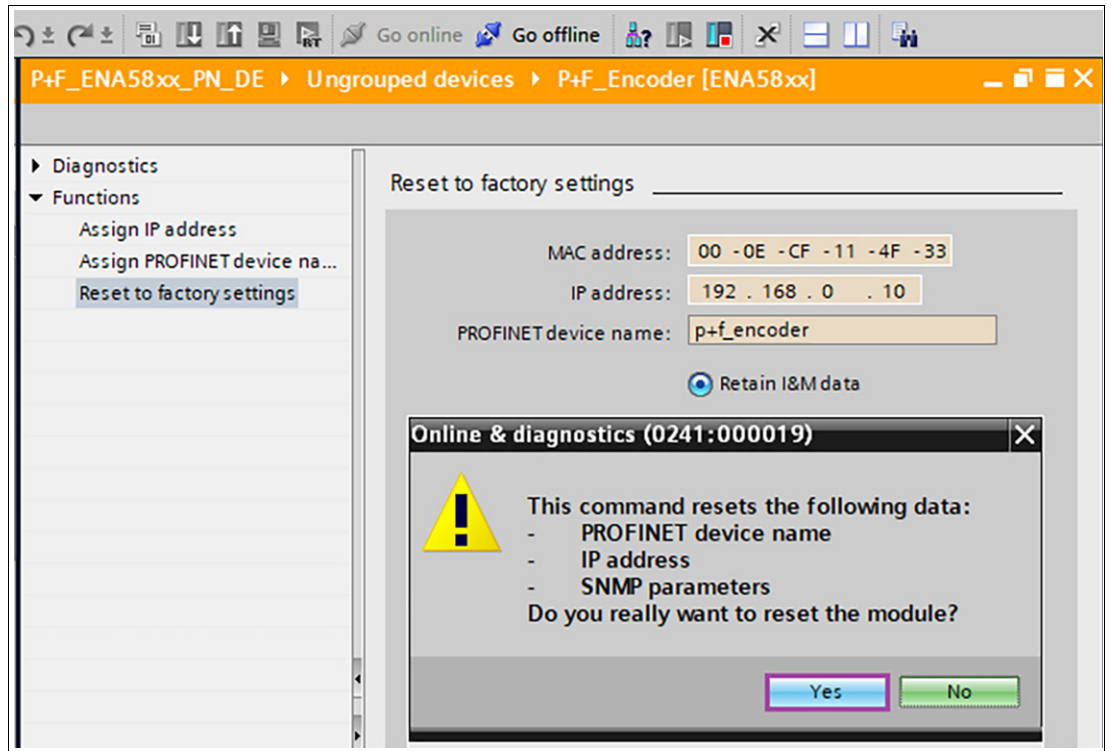 RT Go online Go offline
P+F_ENA58xx_PN_DE Ungrouped devices P+F_Encoder [ENA58xx]
Diagnostics
Functions
Assign IP address
Assign PROFINET device na...
Reset to factory settings
Reset to factory settings
MAC address: 00 -0E -CF -11 -4F -33
IP address: 192 . 168 . 0 . 10
PROFINET device name: p+f_encoder
Retain I&M data
Online & diagnostics (0241:000019)
This command resets the following data:
- PROFINET device name
- IP address
- SNMP parameters
Do you really want to reset the module?
Yes No